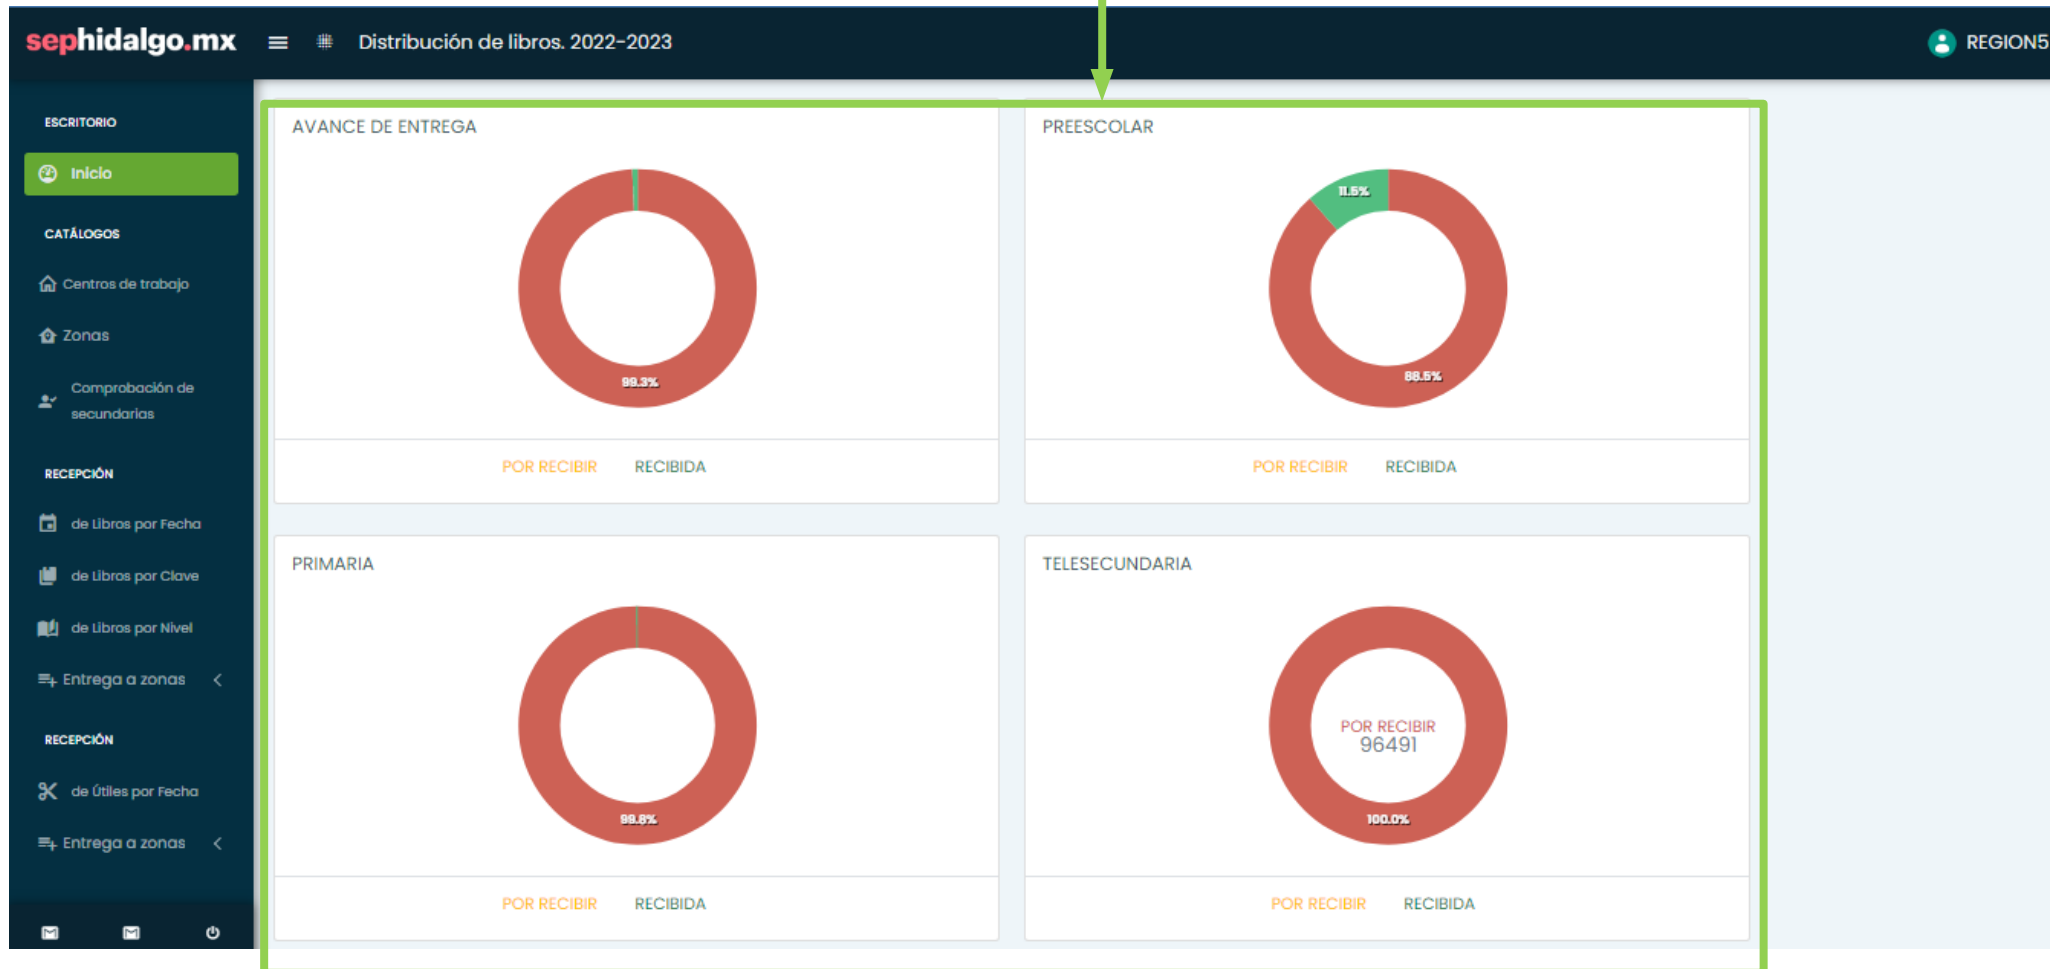 sephidalgo.mx
Distribución de libros. 2022-2023
REGION5
ESCRITORIO
Inicio
CATÁLOGOS
Centros de trabajo
Zonas
Comprobación de
secundarias
RECEPCIÓN
de Libros por Fecha
de Libros por Clave
de Libros por Nivel
Entrega a zonas
RECEPCIÓN
de Útiles por Fecha
Entrega a zonas
AVANCE DE ENTREGA
99.3%
POR RECIBIR RECIBIDA
PREESCOLAR
11.5%
88.5%
POR RECIBIR RECIBIDA
PRIMARIA
99.8%
POR RECIBIR RECIBIDA
TELESECUNDARIA
POR RECIBIR
96491
100.0%
POR RECIBIR RECIBIDA